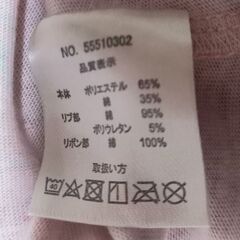 NO. 55510302
品質表示
本体 ポリエステル 65%
綿 35%
リブ部 綿 95%
ポリウレタン 5%
リボン部 綿 100%
取扱い方
40